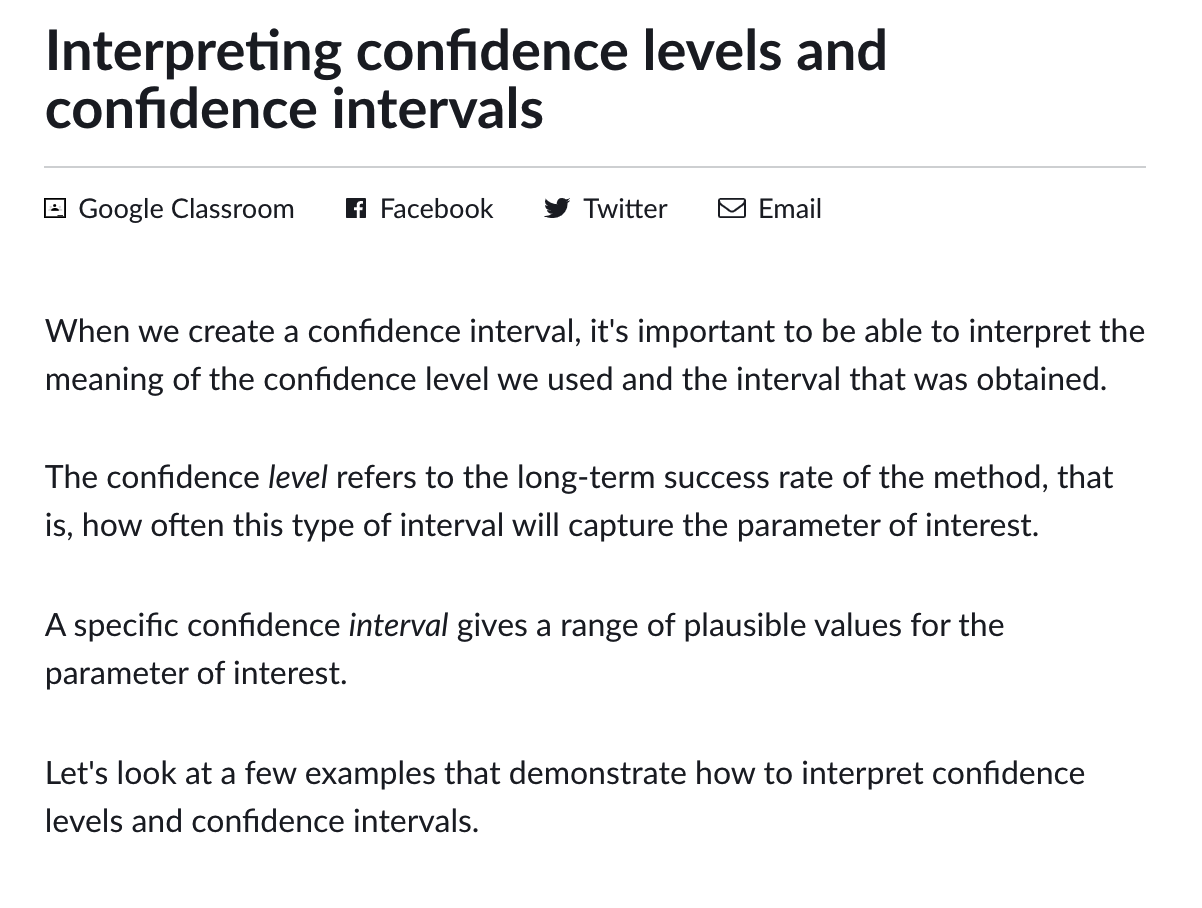 Interpreting confidence levels and
confidence intervals
Google Classroom Facebook Twitter Email
When we create a confidence interval, it's important to be able to interpret the
meaning of the confidence level we used and the interval that was obtained.
The confidence level refers to the long-term success rate of the method, that
is, how often this type of interval will capture the parameter of interest.
A specific confidence interval gives a range of plausible values for the
parameter of interest.
Let's look at a few examples that demonstrate how to interpret confidence
levels and confidence intervals.